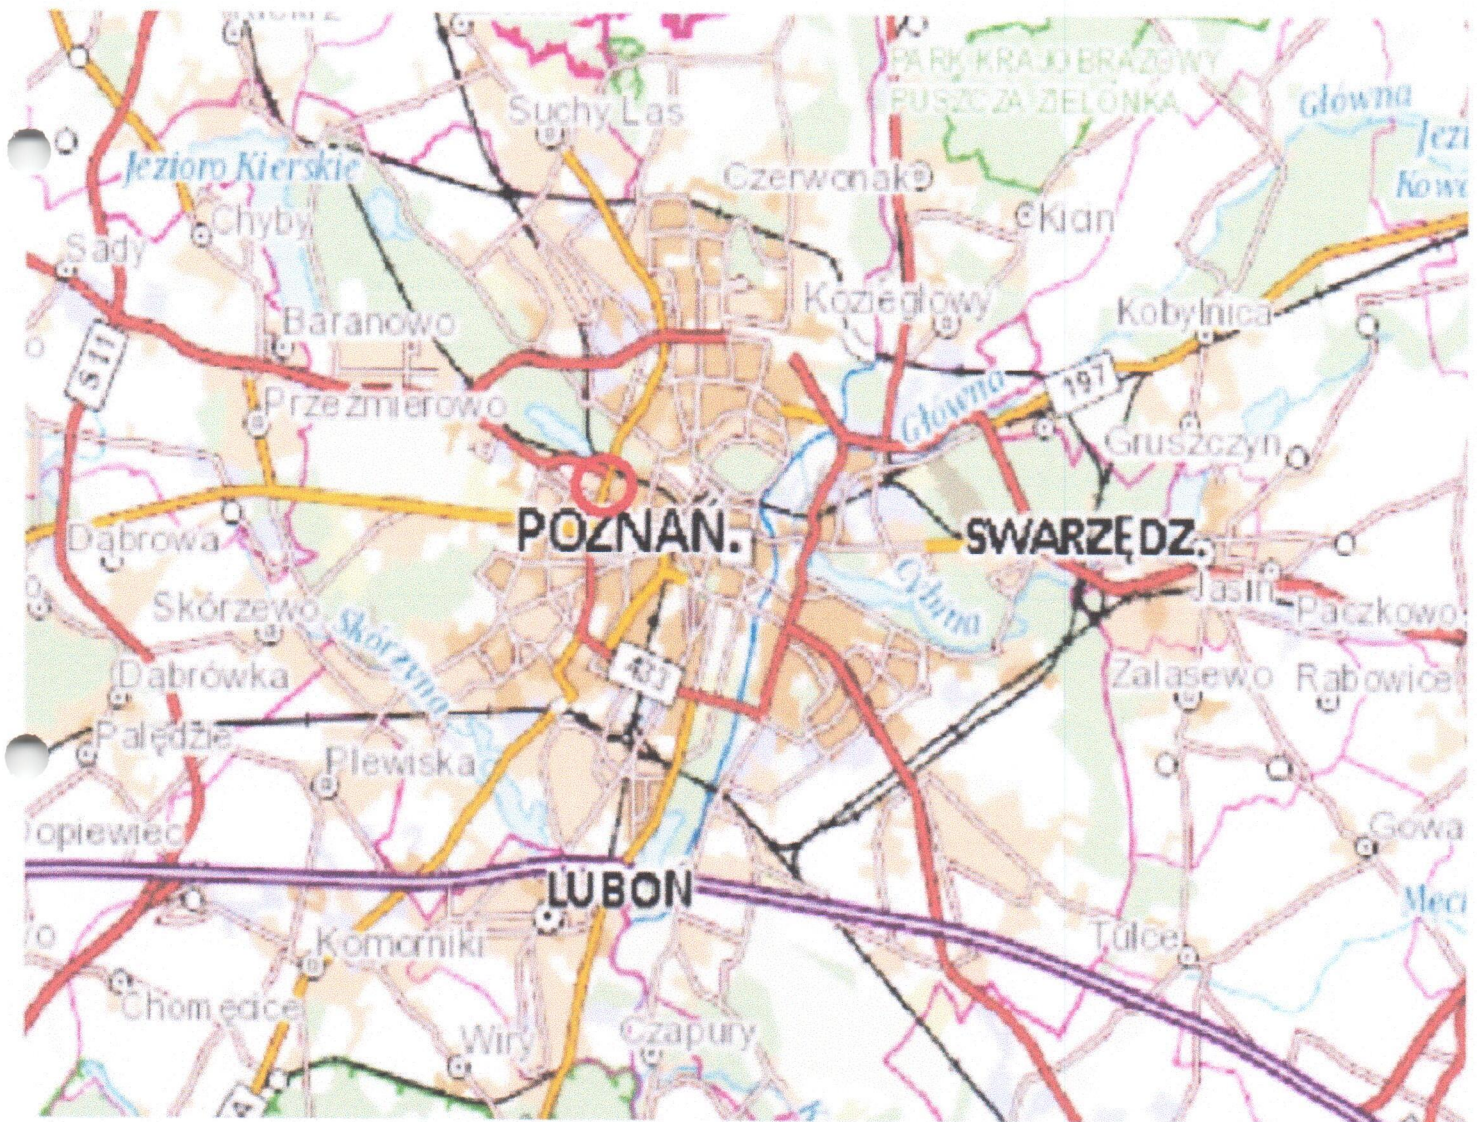 Suchy Las
PARK KRAJOBRAZOWY
PUSZCZA ZIELONKA
Główna
Jezioro Kierskie
Czerwonak
Chyby
Kicin
Sady
Koziegłowy
Kobylnica
Baranowo
S11
197
Przeźmierowo
Główna
Gruszczyn
POZNAŃ.
SWARZĘDZ.
Dąbrowa
Cybina
Jasin
Skórzewo
Skórzynka
Paczkowo
433
Dąbrówka
Zalasewo
Rabowice
Palędzie
Plewiska
Gowa
opiewiec
LUBOŃ
Meci
Tulce
Komorniki
Chomęcice
Wiry
Czapury
A